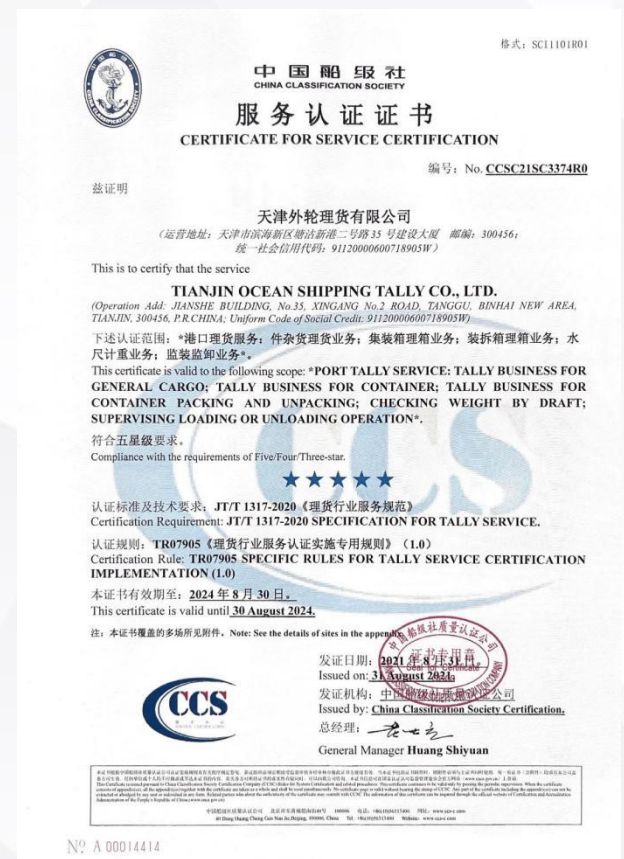 格式：SCI1101R01
中国船级社
CHINA CLASSIFICATION SOCIETY
服务认证证书
CERTIFICATE FOR SERVICE CERTIFICATION
编号：No. CCSC21SC3374R0
兹证明
天津外轮理货有限公司
（运营地址：天津市滨海新区塘沽新港二号路 35 号建设大厦 邮编：300456；
统一社会信用代码：91120000600718905W）
This is to certify that the service
TIANJIN OCEAN SHIPPING TALLY CO., LTD.
(Operation Add: JIANSHE BUILDING, No.35, XINGANG No.2 ROAD, TANGGU, BINHAI NEW AREA,
TIANJIN, 300456, P.R.CHINA; Uniform Code of Social Credit: 91120000600718905W)
下述认证范围：*港口理货服务：件杂货理货业务；集装箱理箱业务；装拆箱理箱业务；水
尺计重业务；监装监卸业务*。
This certificate is valid to the following scope: *PORT TALLY SERVICE: TALLY BUSINESS FOR
GENERAL CARGO; TALLY BUSINESS FOR CONTAINER; TALLY BUSINESS FOR
CONTAINER PACKING AND UNPACKING; CHECKING WEIGHT BY DRAFT;
SUPERVISING LOADING OR UNLOADING OPERATION*.
符合五星级要求。
Compliance with the requirements of Five/Four/Three-star.
认证标准及技术要求：JT/T 1317-2020《理货行业服务规范》
Certification Requirement: JT/T 1317-2020 SPECIFICATION FOR TALLY SERVICE.
认证规则：TR07905《理货行业服务认证实施专用规则》（1.0）
Certification Rule: TR07905 SPECIFIC RULES FOR TALLY SERVICE CERTIFICATION
IMPLEMENTATION (1.0)
本证书有效期至：2024 年 8 月 30 日。
This certificate is valid until 30 August 2024.
注：本证书覆盖的多场所见附件。Note: See the details of sites in the appendix.
发证日期：2021 年 8 月 31 日。
Issued on: 31 August 2021.
发证机构：中国船级社质量认证公司
Issued by: China Classification Society Certification.
总经理：
General Manager Huang Shiyuan
CCS
证书专用章
№ A 00014414